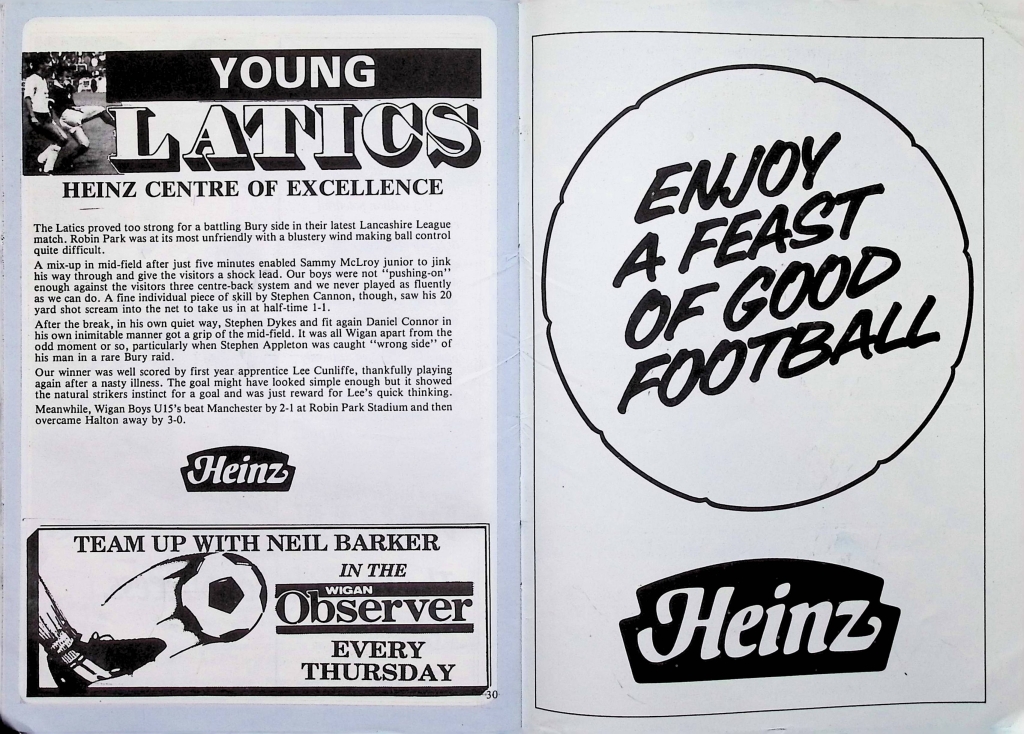 YOUNG
LATICS
HEINZ CENTRE OF EXCELLENCE
The Latics proved too strong for a battling Bury side in their latest Lancashire League
match. Robin Park was at its most unfriendly with a blustery wind making ball control
quite difficult.
A mix-up in mid-field after just five minutes enabled Sammy McLroy junior to jink
his way through and give the visitors a shock lead. Our boys were not "pushing-on"
enough against the visitors three centre-back system and we never played as fluently
as we can do. A fine individual piece of skill by Stephen Cannon, though, saw his 20
yard shot scream into the net to take us in at half-time 1-1.
After the break, in his own quiet way, Stephen Dykes and fit again Daniel Connor in
his own inimitable manner got a grip of the mid-field. It was all Wigan apart from the
odd moment or so, particularly when Stephen Appleton was caught "wrong side" of
his man in a rare Bury raid.
Our winner was well scored by first year apprentice Lee Cunliffe, thankfully playing
again after a nasty illness. The goal might have looked simple enough but it showed
the natural strikers instinct for a goal and was just reward for Lee's quick thinking.
Meanwhile, Wigan Boys U15's beat Manchester by 2-1 at Robin Park Stadium and then
overcame Halton away by 3-0.
Heinz
TEAM UP WITH NEIL BARKER
IN THE
WIGAN
Observer
EVERY
THURSDAY
30
ENJOY
A FEAST
OF GOOD
FOOTBALL
Heinz